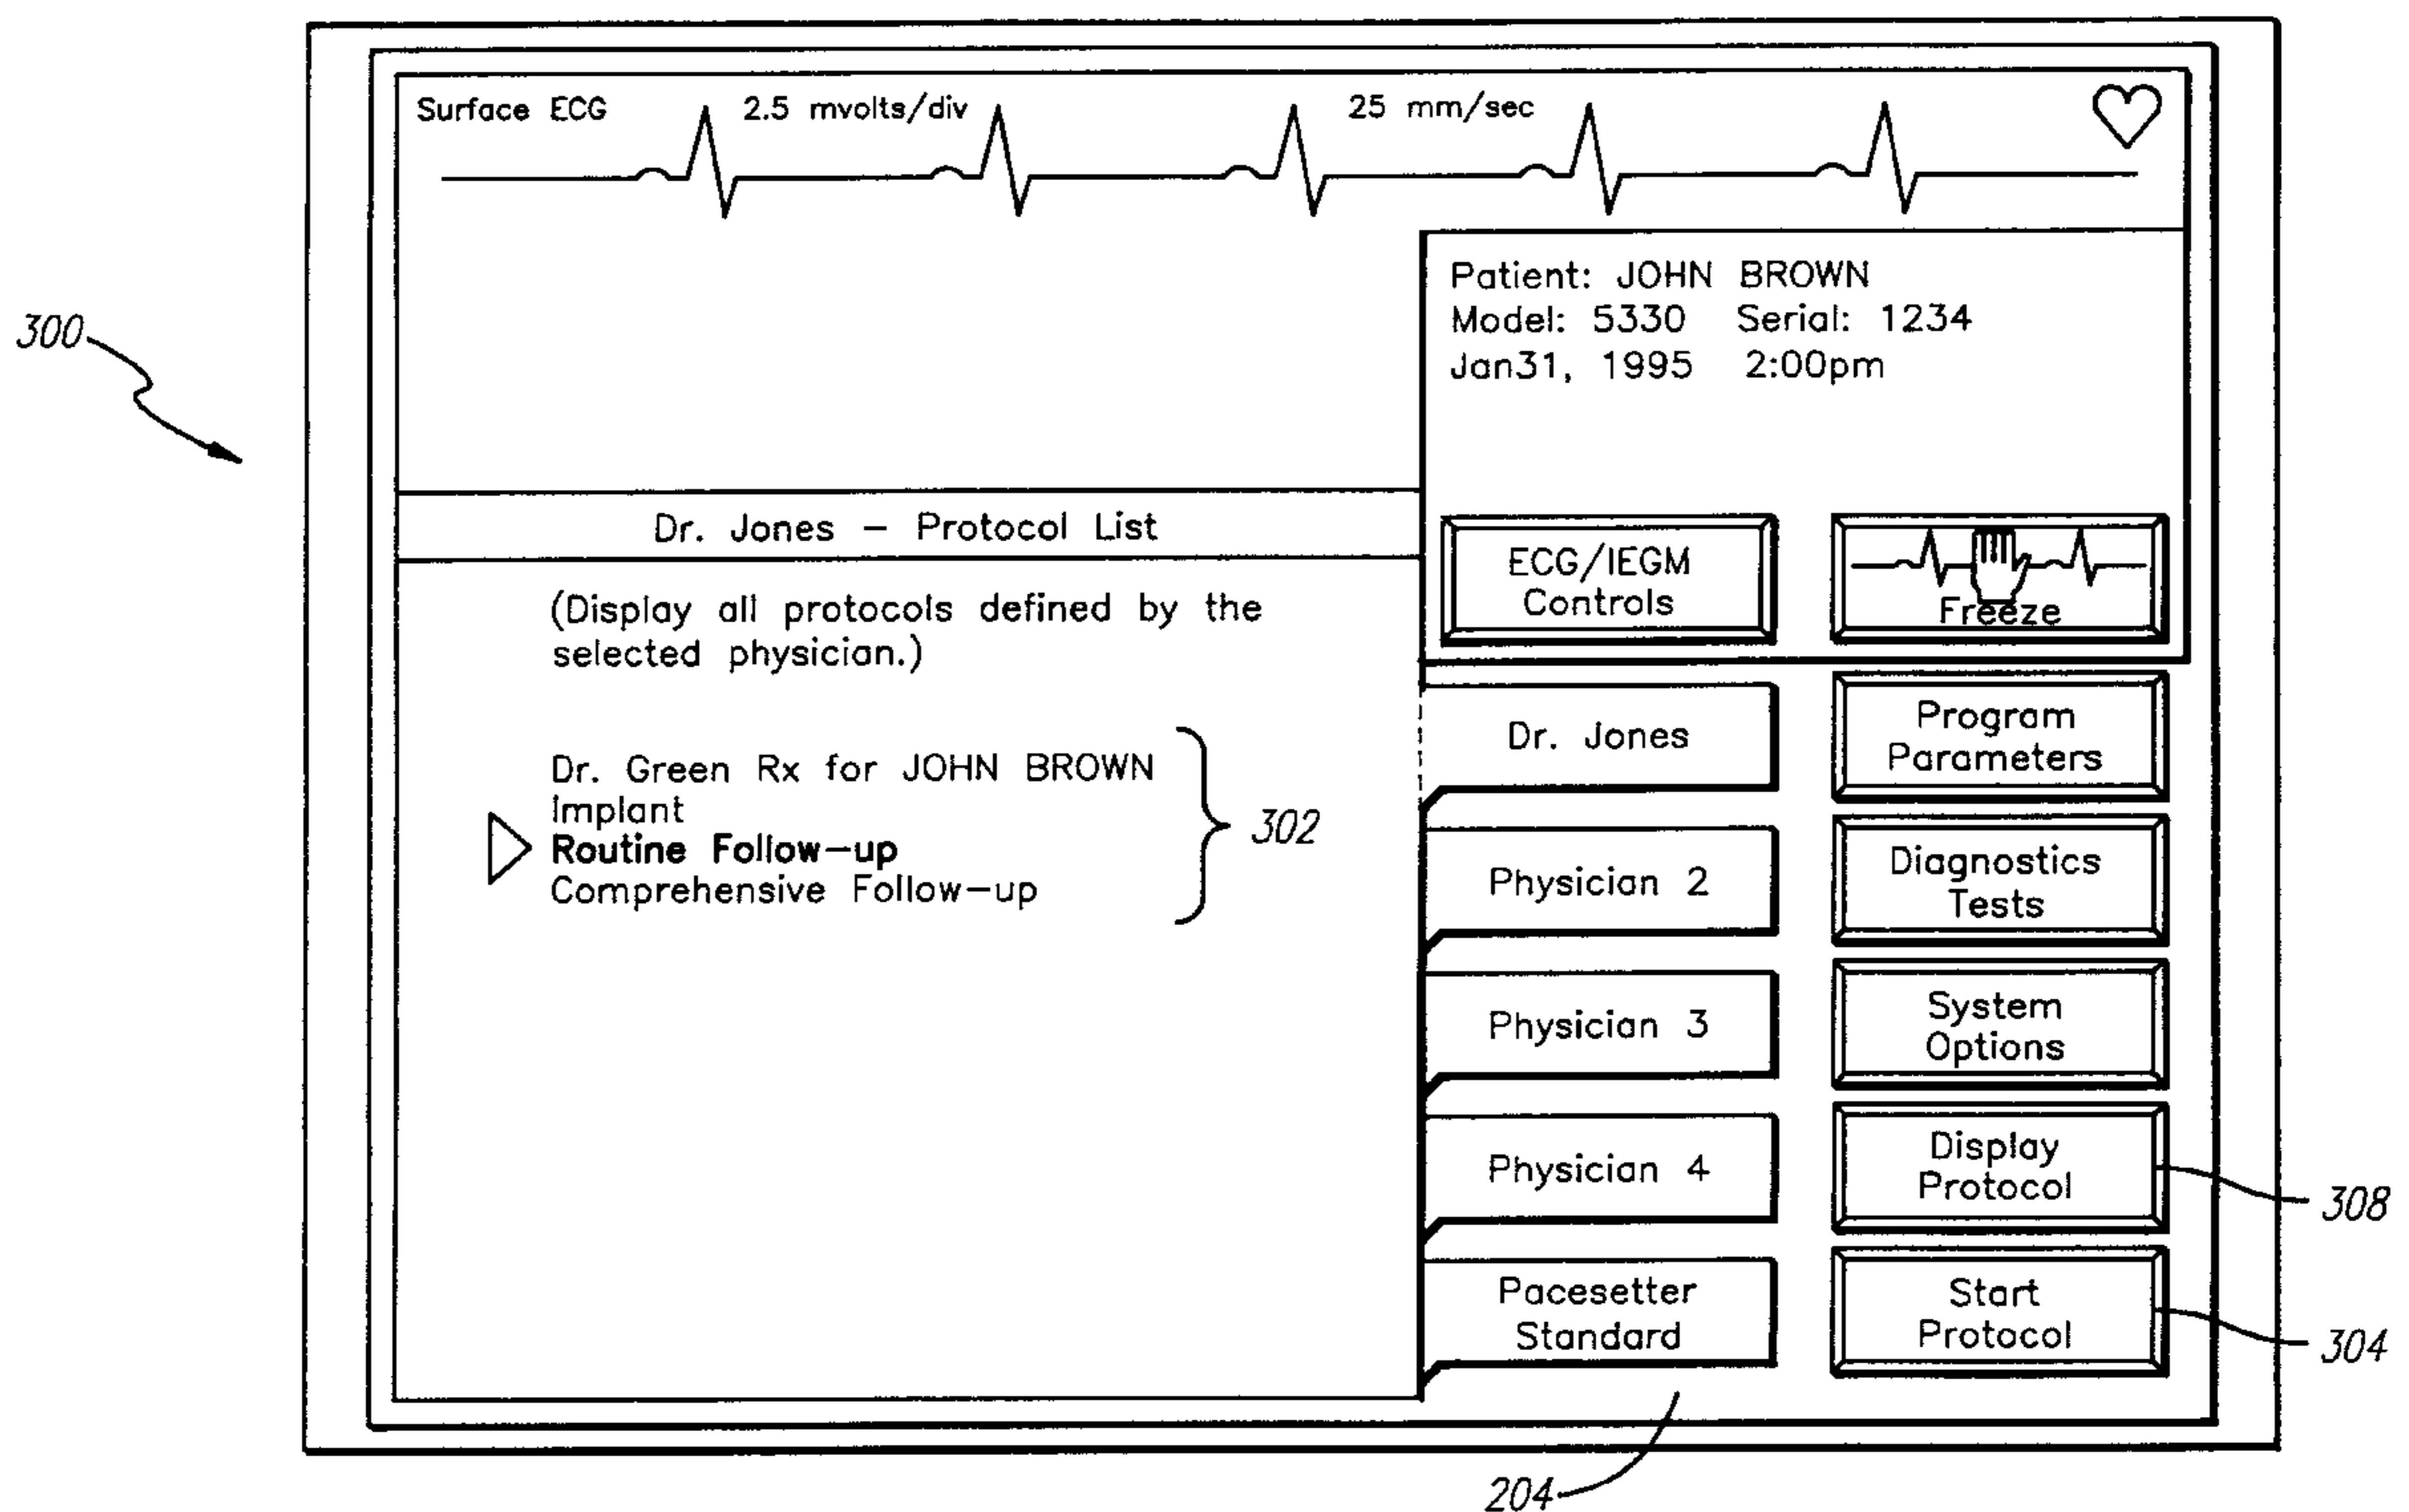 Surface ECG 2.5 mvolts/div 25 mm/sec
Patient: JOHN BROWN
Model: 5330 Serial: 1234
Jan31, 1995 2:00pm
300
Dr. Jones – Protocol List
ECG/IEGM
Controls
Freeze
(Display all protocols defined by the
selected physician.)
Dr. Green Rx for JOHN BROWN
Implant
Routine Follow-up
Comprehensive Follow-up
302
Dr. Jones
Physician 2
Physician 3
Physician 4
Pacesetter
Standard
Program
Parameters
Diagnostics
Tests
System
Options
Display
Protocol
308
Start
Protocol
304
204